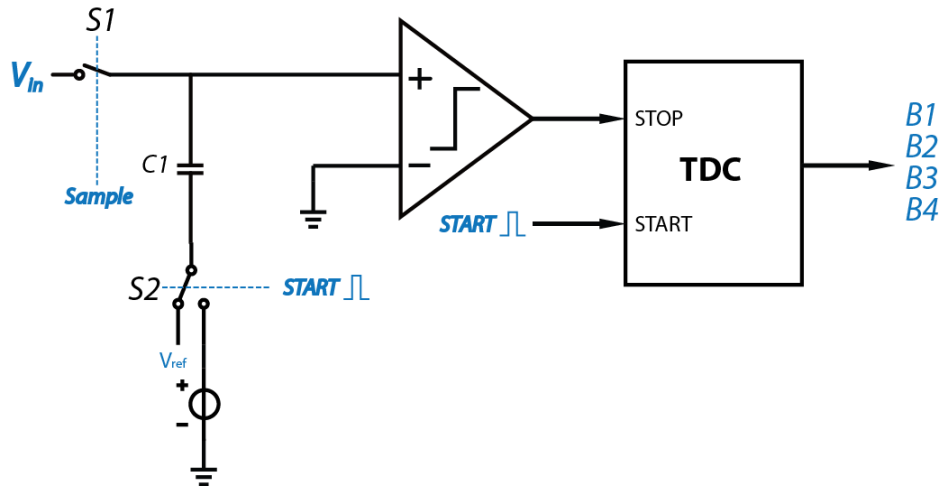 S1
V_in
+
−
C1
Sample
S2
START
V_ref
+
−
STOP
TDC
START
START
B1
B2
B3
B4